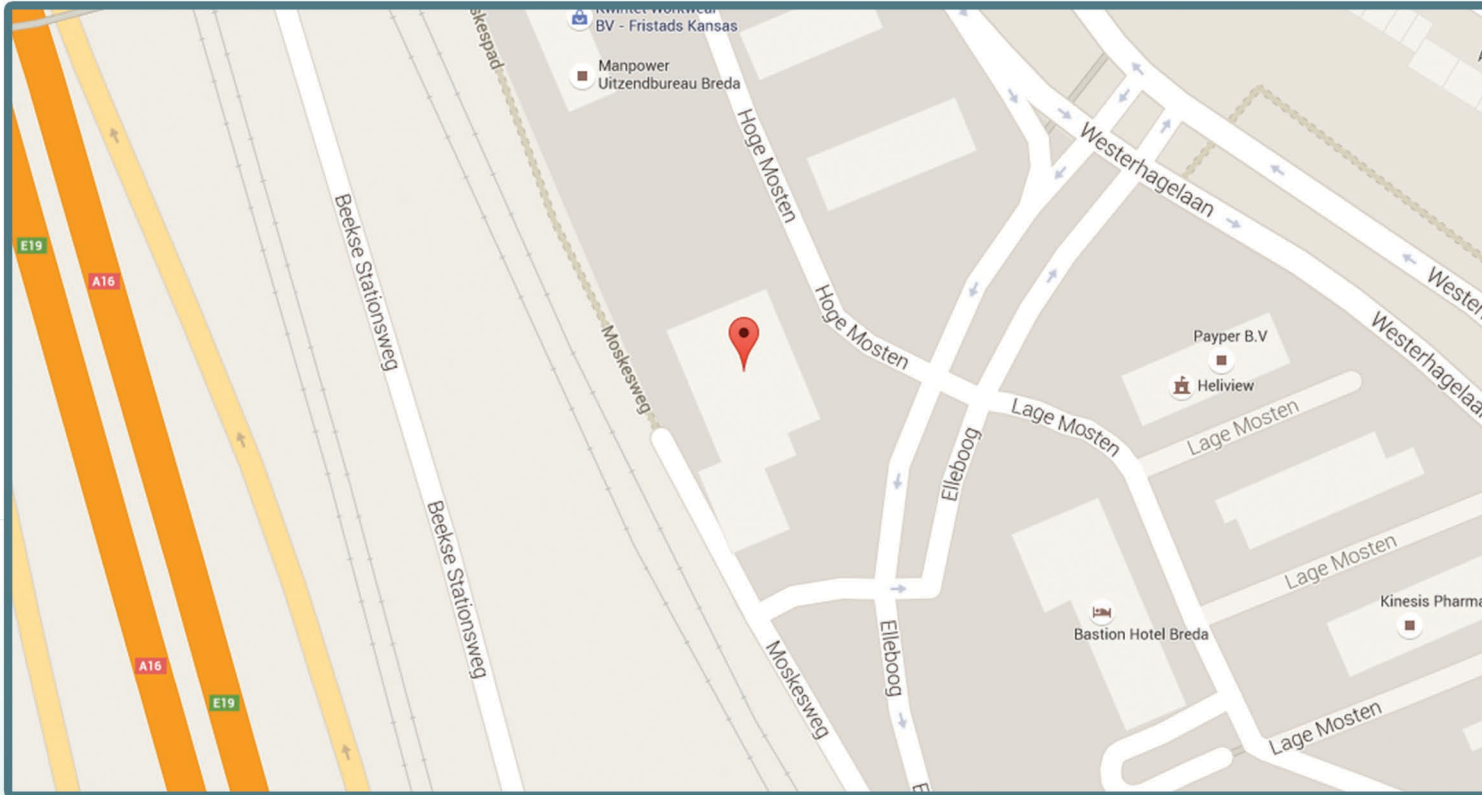 BV - Fristads Kansas
Manpower
Uitzendbureau Breda
skespad
Hoge Mosten
Westerhagelaan
Beekse Stationsweg
E19
A16
Hoge Mosten
Moskesweg
Payper B.V
Heliview
Westerhagelaan
Lage Mosten
Lage Mosten
Elleboog
Beekse Stationsweg
Lage Mosten
Kinesis Pharma
Bastion Hotel Breda
Elleboog
Moskesweg
A16
E19
Lage Mosten